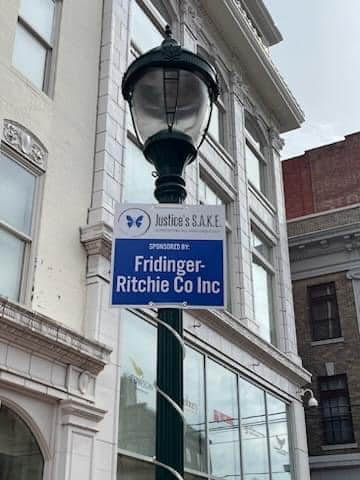 Justice's S.A.K.E.
SPONSORED BY:
Fridinger-
Ritchie Co Inc